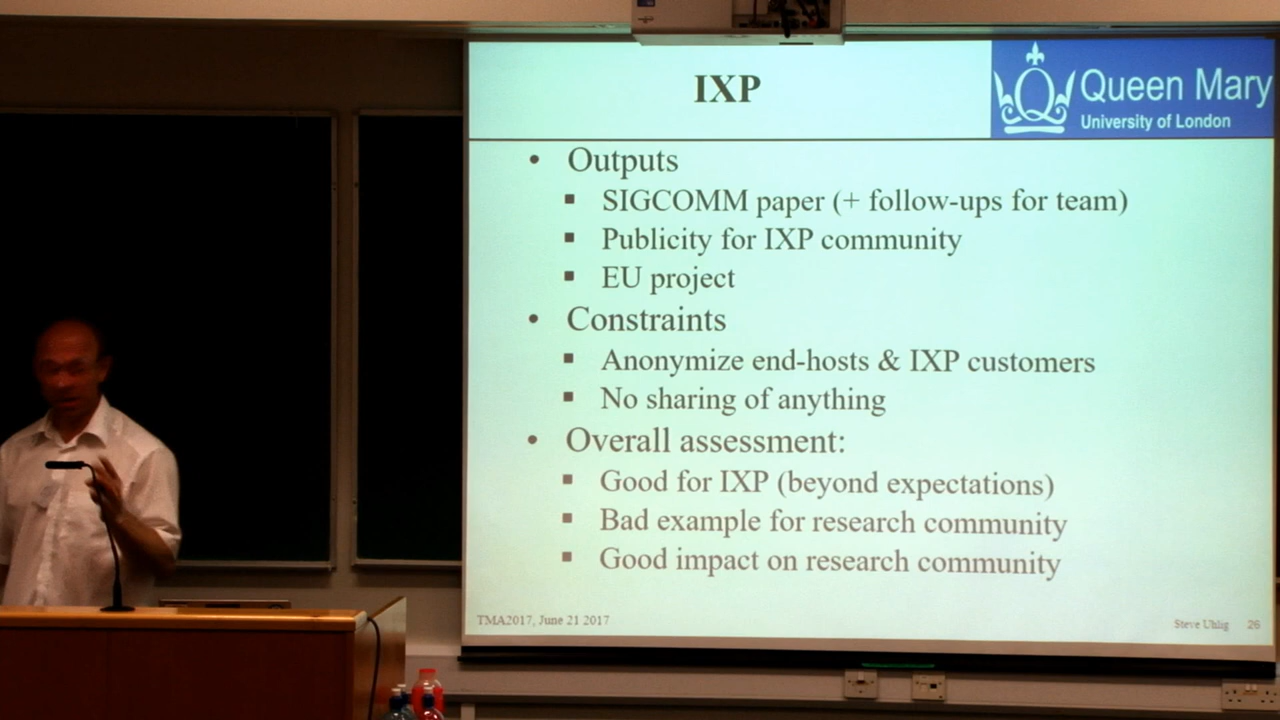 IXP
Queen Mary
University of London
• Outputs
▪ SIGCOMM paper (+ follow-ups for team)
▪ Publicity for IXP community
▪ EU project
• Constraints
▪ Anonymize end-hosts & IXP customers
▪ No sharing of anything
• Overall assessment:
▪ Good for IXP (beyond expectations)
▪ Bad example for research community
▪ Good impact on research community
TMA2017, June 21 2017
Steve Uhlig 26